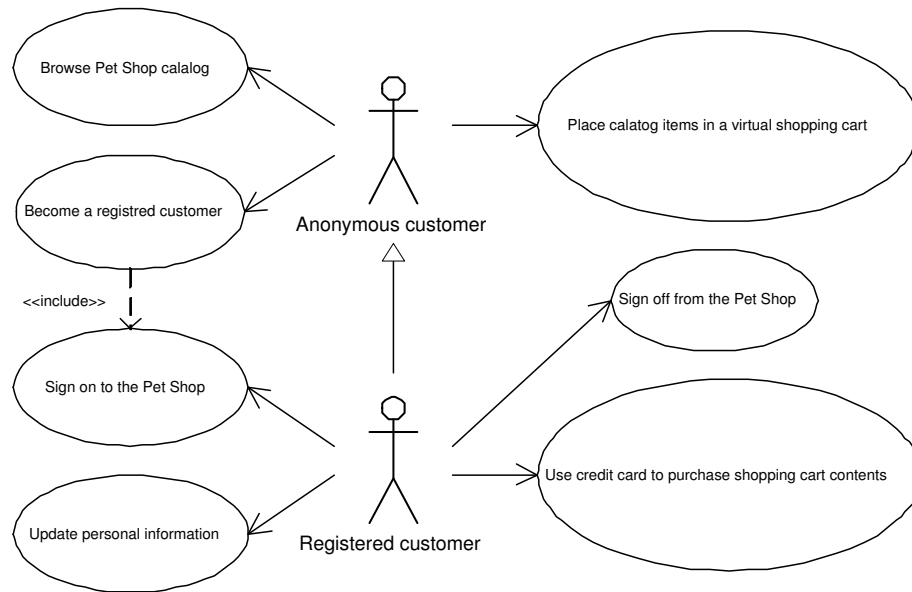 Browse Pet Shop calalog
Place calatog items in a virtual shopping cart
Become a registred customer
Anonymous customer
<<include>>
Sign off from the Pet Shop
Sign on to the Pet Shop
Use credit card to purchase shopping cart contents
Update personal information
Registered customer